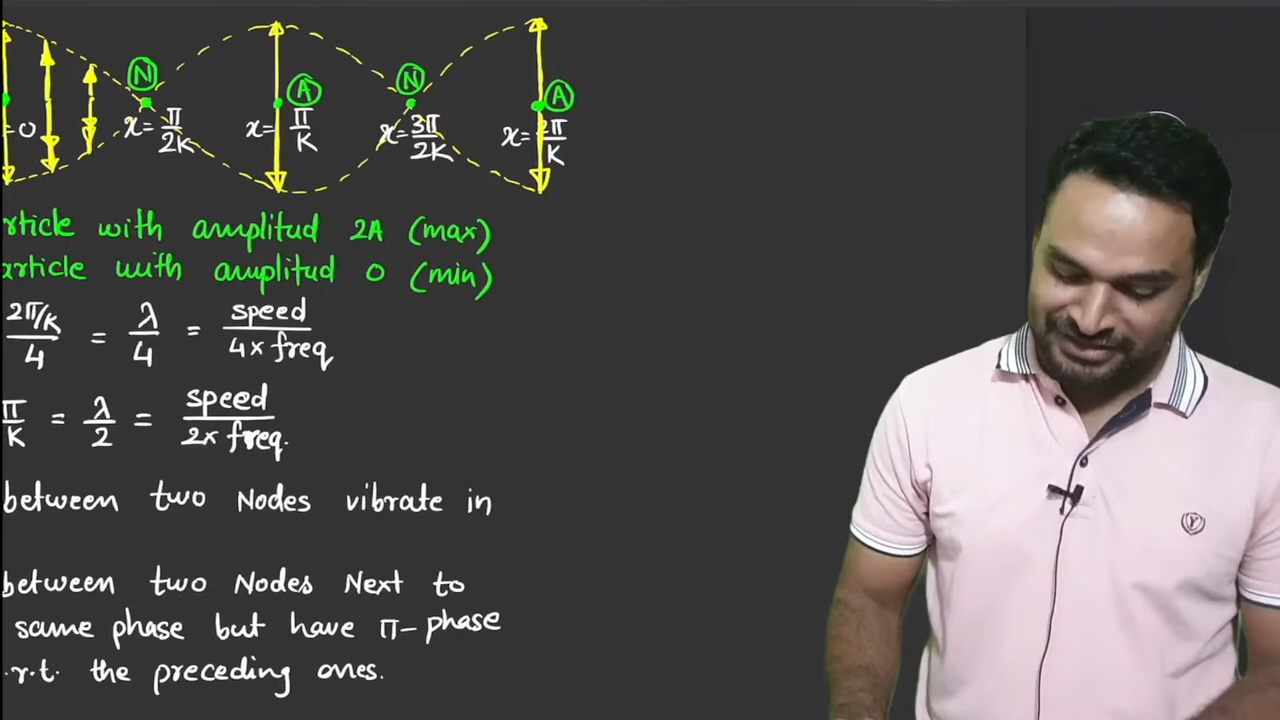 N A N A
= 0 x = π/2K x = π/K x = 3π/2K x = 2π/K
rticle with amplitud 2A (max)
article with amplitud 0 (min)
2π/K / 4 = λ/4 = speed / 4 x freq
π/K = λ/2 = speed / 2 x freq.
between two Nodes vibrate in
between two Nodes Next to
same phase but have π- phase
.r.t. the preceding ones.
Y